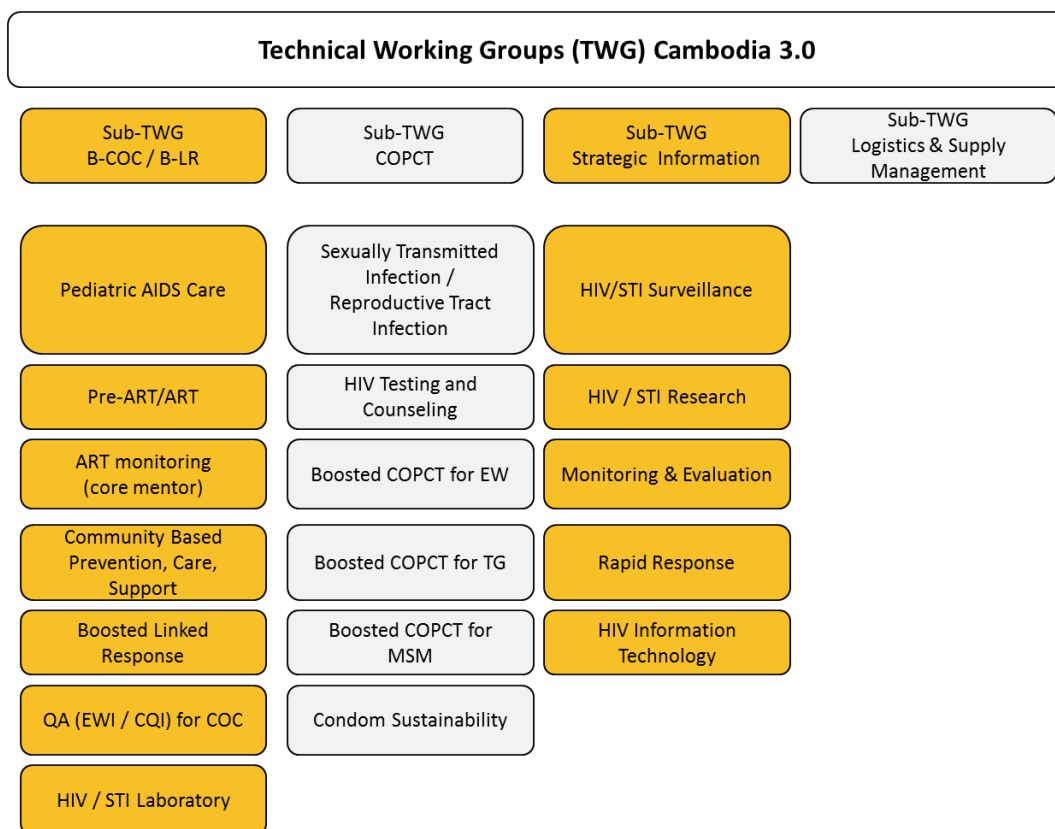 Technical Working Groups (TWG) Cambodia 3.0
Sub-TWG
B-COC / B-LR
Sub-TWG
COPCT
Sub-TWG
Strategic Information
Sub-TWG
Logistics & Supply
Management
Pediatric AIDS Care
Sexually Transmitted
Infection /
Reproductive Tract
Infection
HIV/STI Surveillance
Pre-ART/ART
HIV Testing and
Counseling
HIV / STI Research
ART monitoring
(core mentor)
Boosted COPCT for EW
Monitoring & Evaluation
Community Based
Prevention, Care,
Support
Boosted COPCT for TG
Rapid Response
Boosted Linked
Response
Boosted COPCT for
MSM
HIV Information
Technology
QA (EWI / CQI) for COC
Condom Sustainability
HIV / STI Laboratory